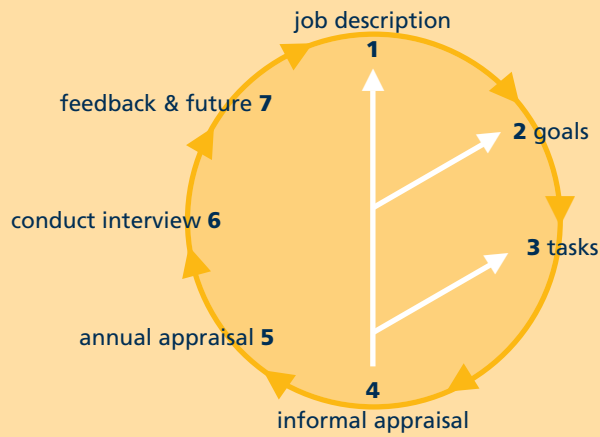 job description
1
2 goals
3 tasks
4
informal appraisal
annual appraisal 5
conduct interview 6
feedback & future 7